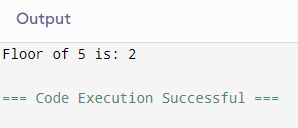 Output
Floor of 5 is: 2
=== Code Execution Successful ===